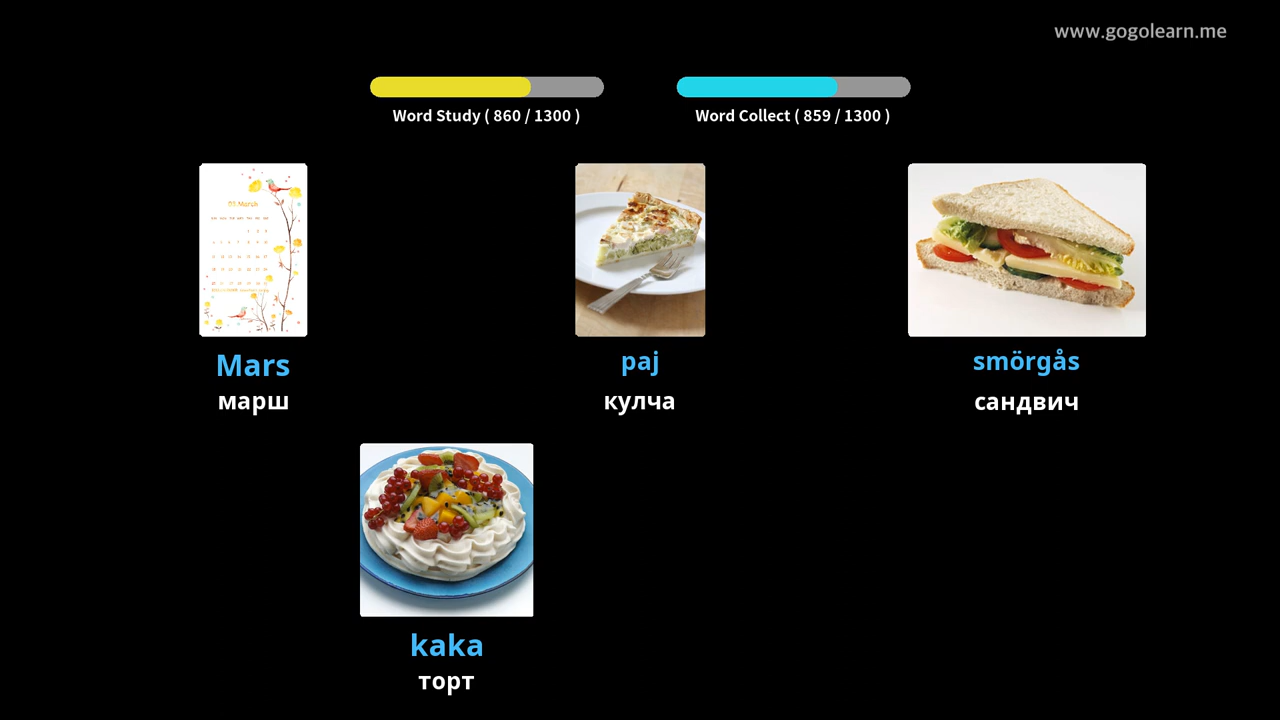 www.gogolearn.me
Word Study ( 860 / 1300 )
Word Collect ( 859 / 1300 )
Mars
марш
paj
кулча
smörgås
сандвич
kaka
торт